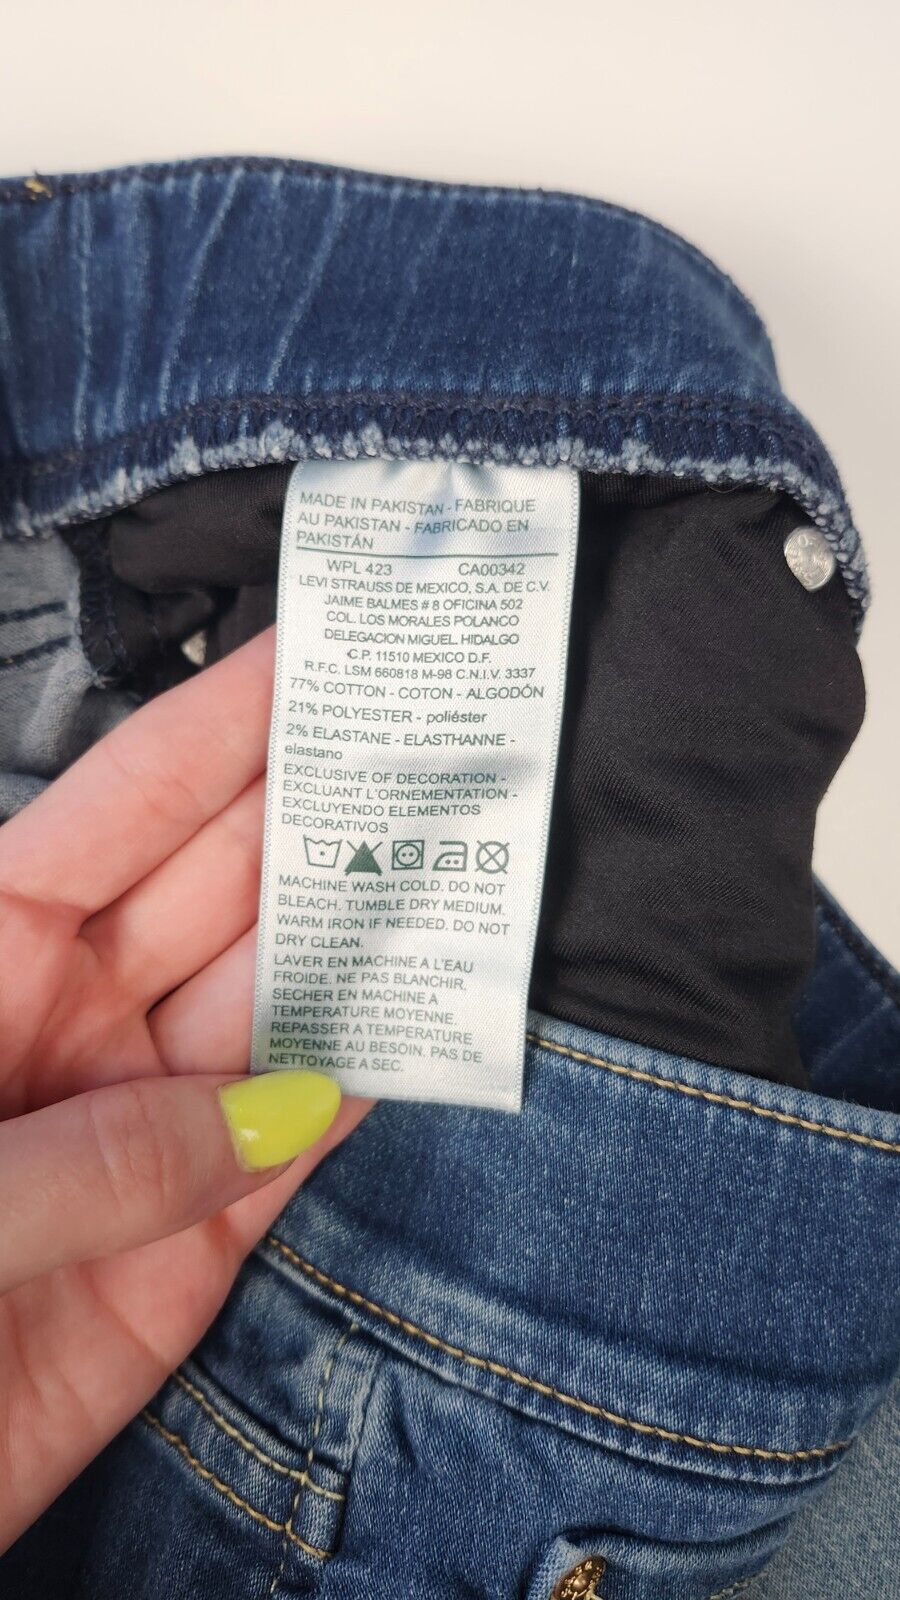 MADE IN PAKISTAN - FABRIQUE
AU PAKISTAN - FABRICADO EN
PAKISTÁN
WPL 423 CA00342
LEVI STRAUSS DE MEXICO, S.A. DE C.V.
JAIME BALMES # 8 OFICINA 502
COL. LOS MORALES POLANCO
DELEGACION MIGUEL HIDALGO
C.P. 11510 MEXICO D.F.
R.F.C. LSM 660818 M-98 C.N.I.V. 3337
77% COTTON - COTON - ALGODÓN
21% POLYESTER - poliéster
2% ELASTANE - ELASTHANNE -
elastano
EXCLUSIVE OF DECORATION -
EXCLUANT L'ORNEMENTATION -
EXCLUYENDO ELEMENTOS
DECORATIVOS
MACHINE WASH COLD. DO NOT
BLEACH. TUMBLE DRY MEDIUM.
WARM IRON IF NEEDED. DO NOT
DRY CLEAN.
LAVER EN MACHINE A L'EAU
FROIDE. NE PAS BLANCHIR.
SECHER EN MACHINE A
TEMPERATURE MOYENNE.
REPASSER A TEMPERATURE
MOYENNE AU BESOIN. PAS DE
NETTOYAGE A SEC.